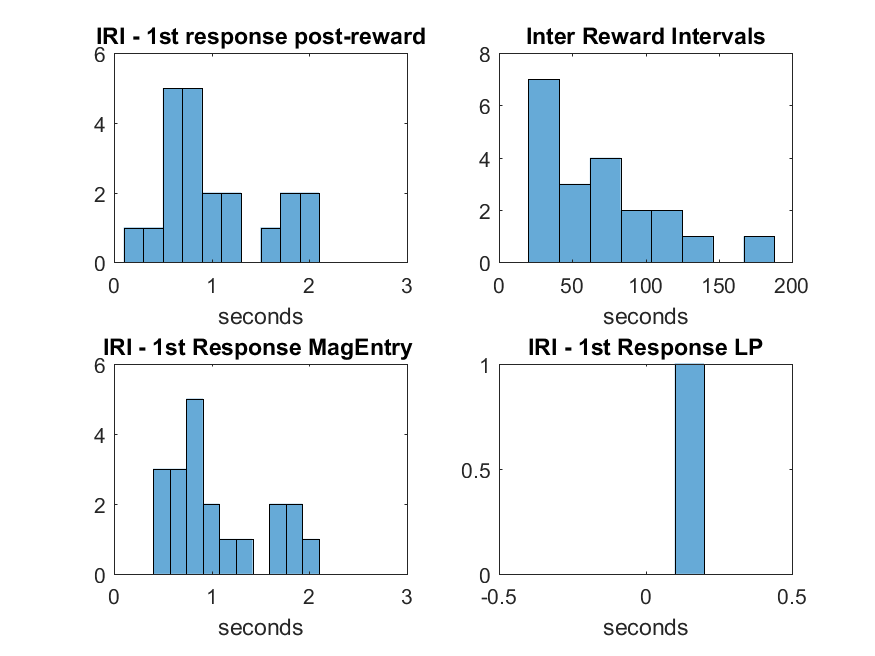 IRI - 1st response post-reward
6
4
2
0
0 1 2 3
seconds
Inter Reward Intervals
8
6
4
2
0
0 50 100 150 200
seconds
IRI - 1st Response MagEntry
6
4
2
0
0 1 2 3
seconds
IRI - 1st Response LP
1
0.5
0
-0.5 0 0.5
seconds